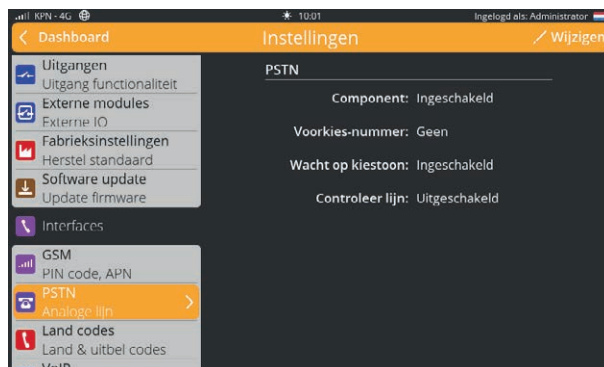 KPN - 4G
10:01
Ingelogd als: Administrator
Dashboard
Instellingen
Wijzigen
Uitgangen
Uitgang functionaliteit
Externe modules
Externe IO
Fabrieksinstellingen
Herstel standaard
Software update
Update firmware
Interfaces
GSM
PIN code, APN
PSTN
Analoge lijn
Land codes
Land & uitbel codes
VoIP
PSTN
Component: Ingeschakeld
Voorkies-nummer: Geen
Wacht op kiestoon: Ingeschakeld
Controleer lijn: Uitgeschakeld